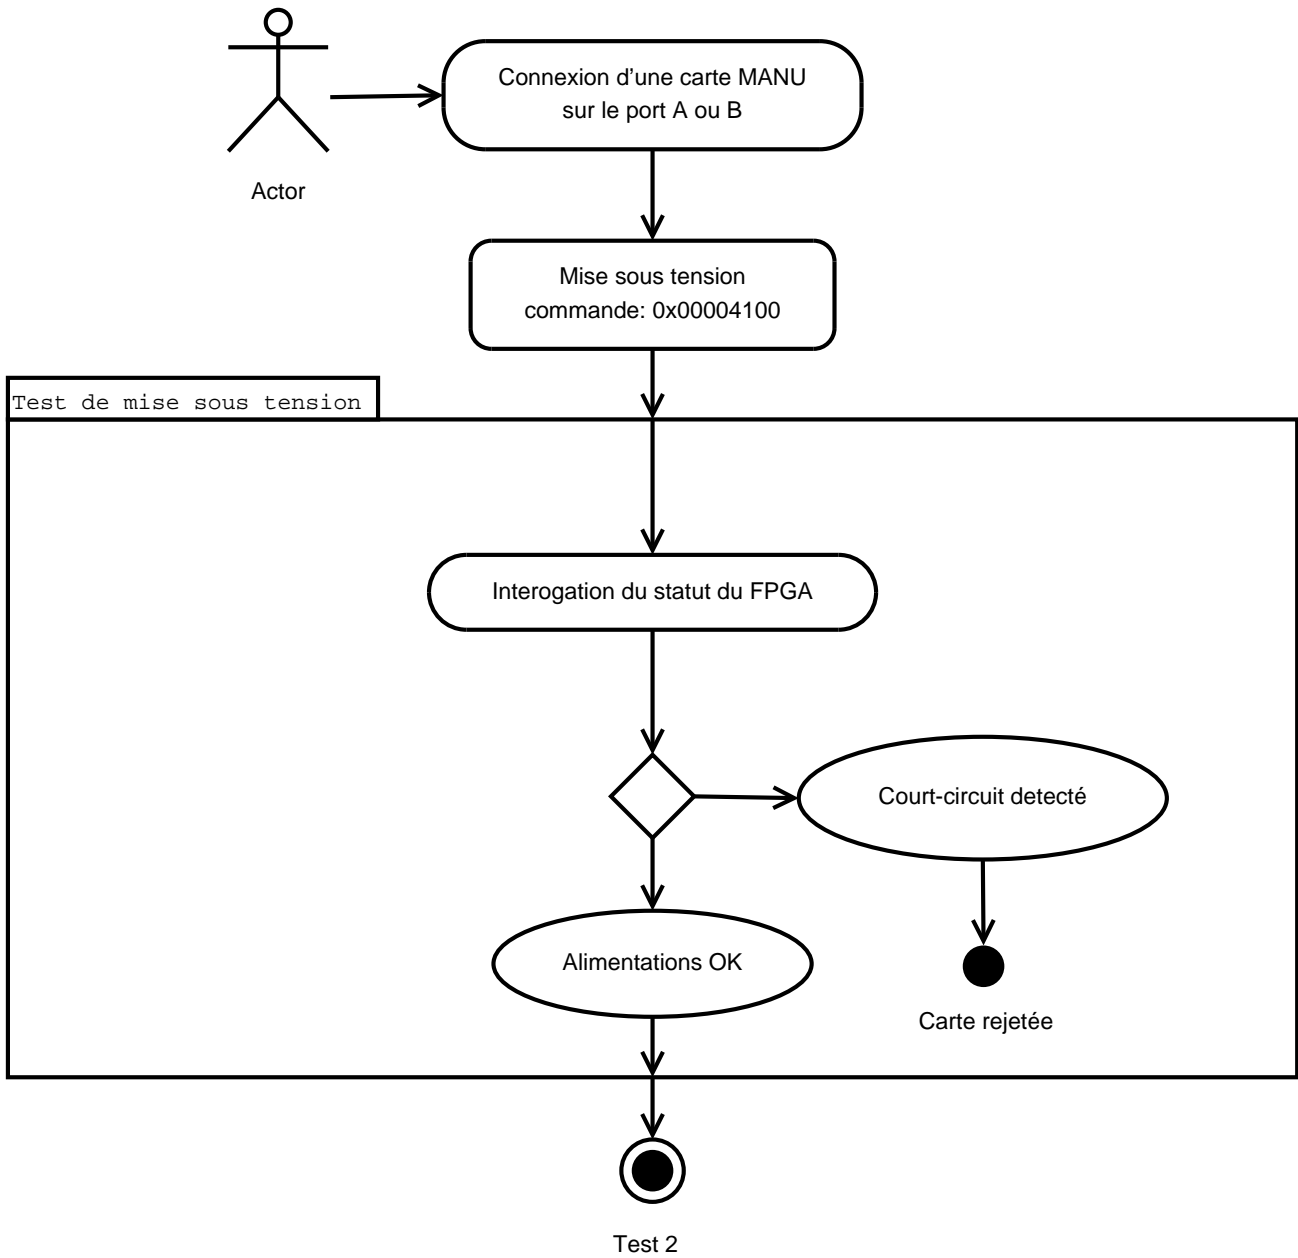 Connexion d’une carte MANU
sur le port A ou B
Actor
Mise sous tension
commande: 0x00004100
Test de mise sous tension
Interogation du statut du FPGA
Court-circuit detecté
Alimentations OK
Carte rejetée
Test 2